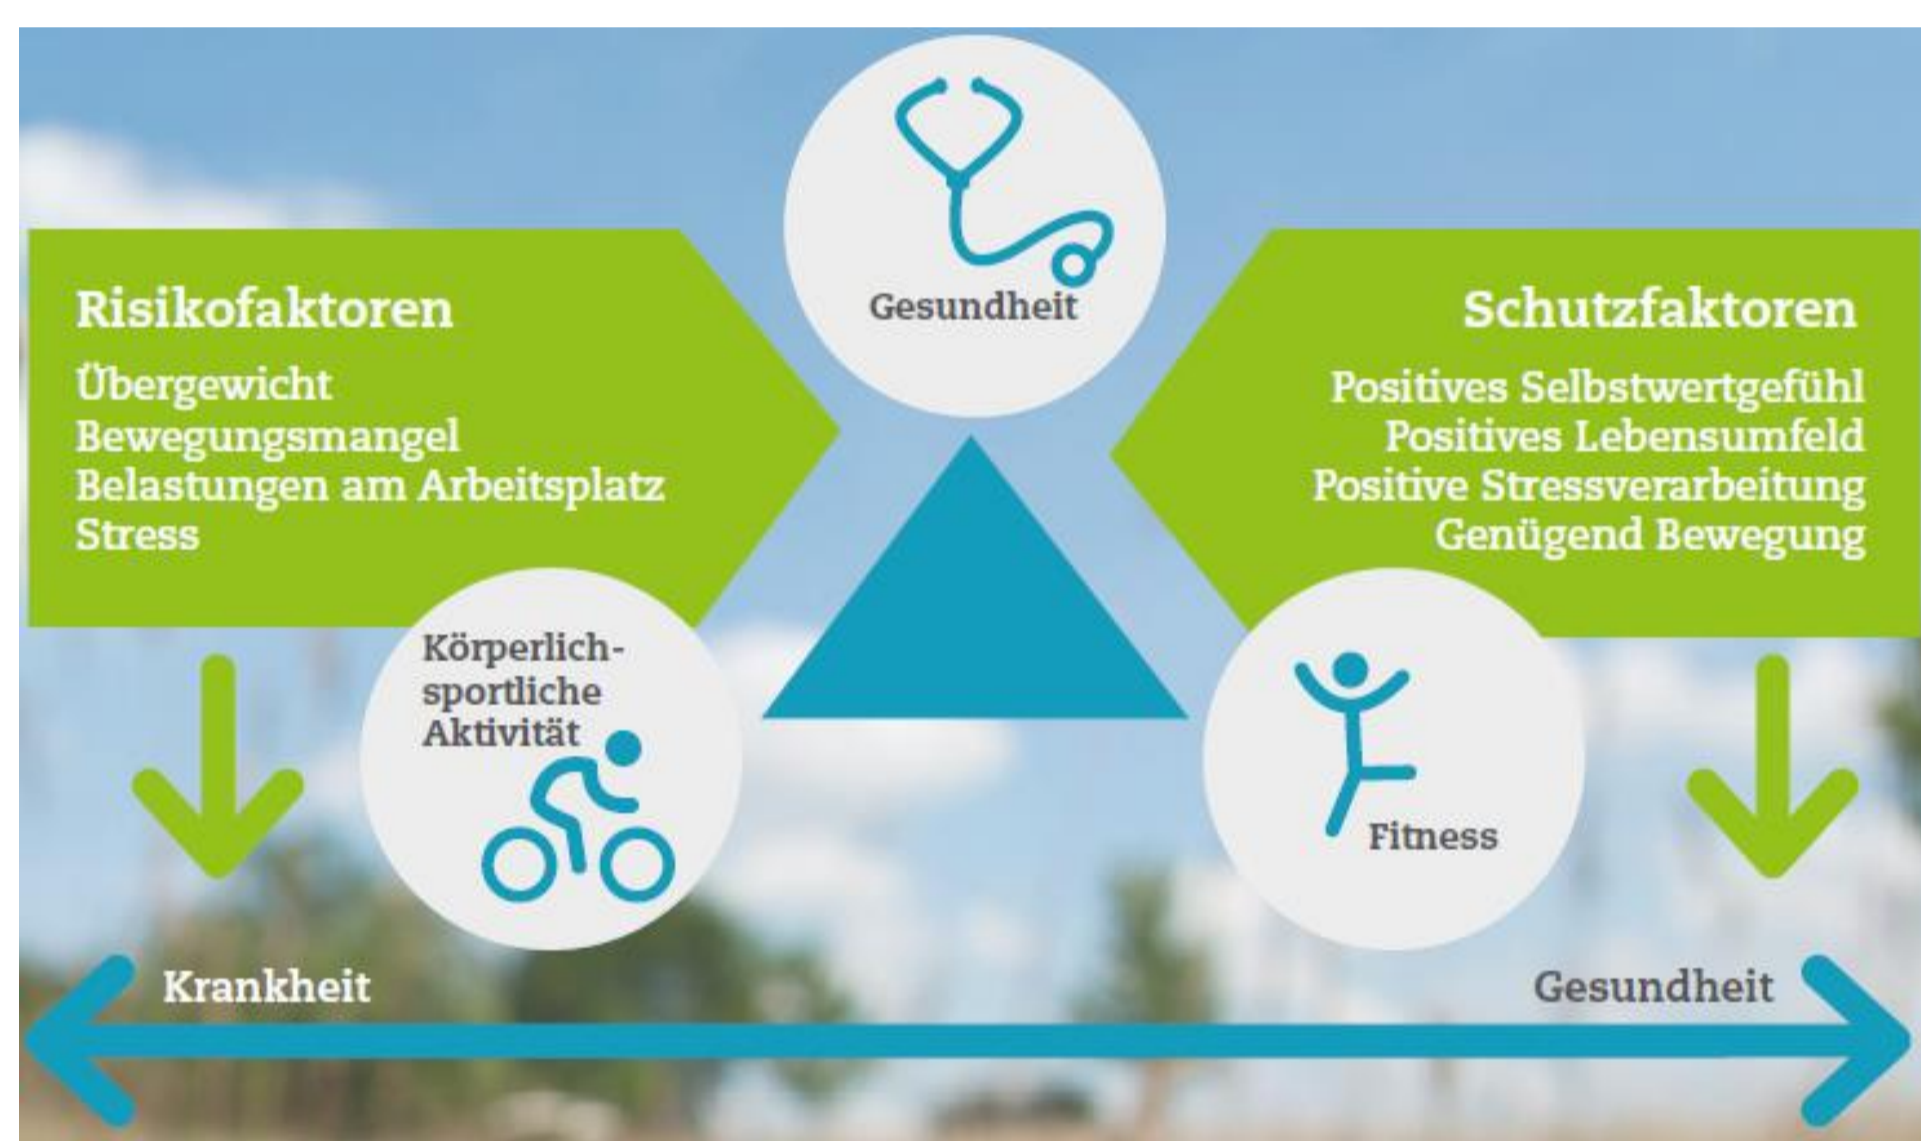 Gesundheit
Risikofaktoren
Übergewicht
Bewegungsmangel
Belastungen am Arbeitsplatz
Stress
Schutzfaktoren
Positives Selbstwertgefühl
Positives Lebensumfeld
Positive Stressverarbeitung
Genügend Bewegung
Körperlich-
sportliche
Aktivität
Fitness
Krankheit
Gesundheit